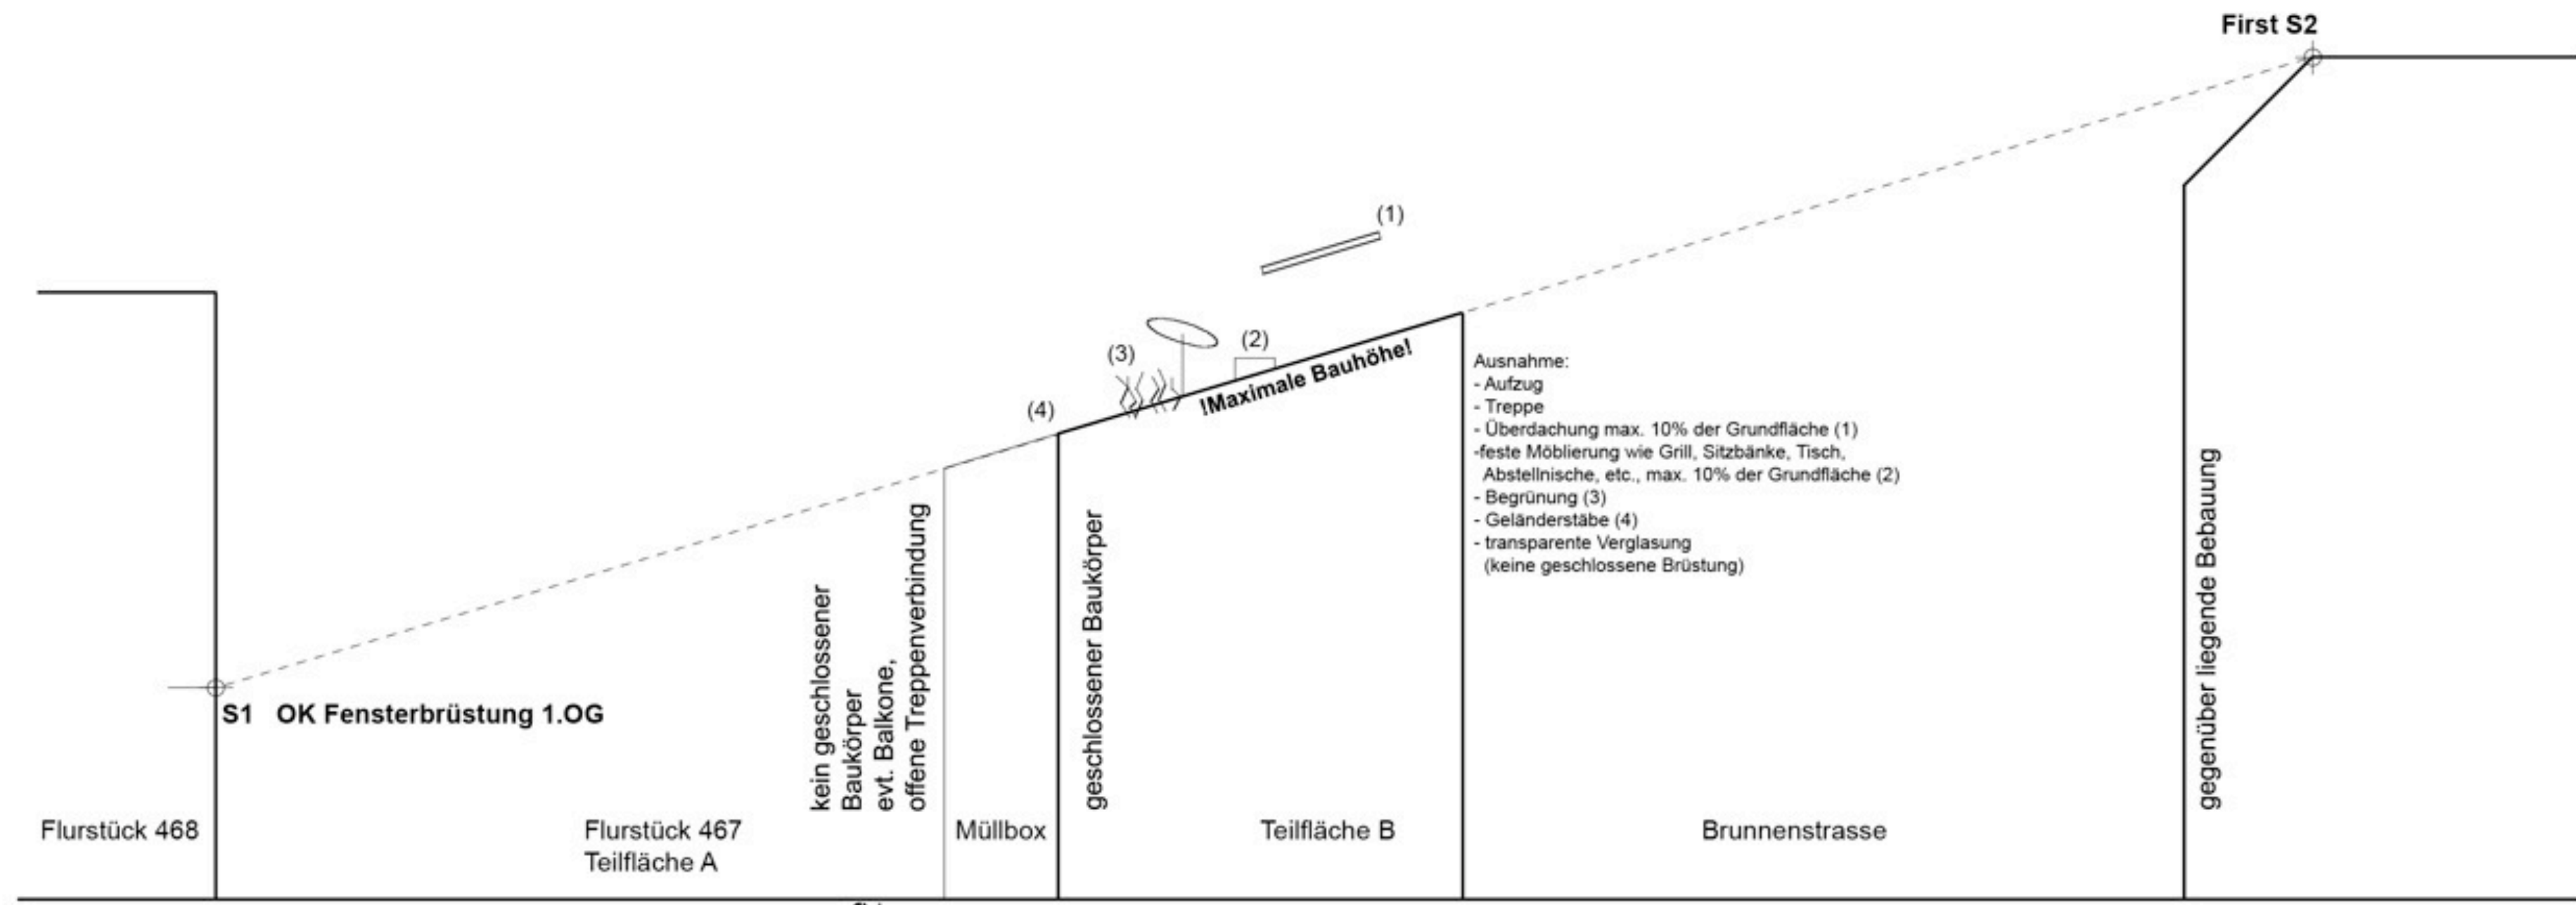 First S2
(1)
(2)
(3)
!Maximale Bauhöhe!
(4)
Ausnahme:
- Aufzug
- Treppe
- Überdachung max. 10% der Grundfläche (1)
-feste Möblierung wie Grill, Sitzbänke, Tisch,
Abstellnische, etc., max. 10% der Grundfläche (2)
- Begrünung (3)
- Geländerstäbe (4)
- transparente Verglasung
(keine geschlossene Brüstung)
S1 OK Fensterbrüstung 1.OG
kein geschlossener
Baukörper
evt. Balkone,
offene Treppenverbindung
geschlossener Baukörper
gegenüber liegende Bebauung
Flurstück 468
Flurstück 467
Teilfläche A
Müllbox
Teilfläche B
Brunnenstrasse